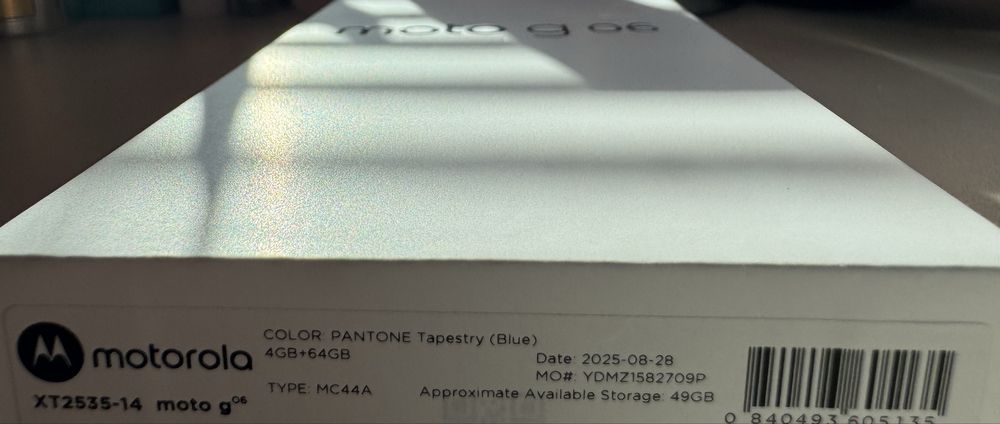 moto g 06
motorola
XT2535-14 moto g06
COLOR: PANTONE Tapestry (Blue)
4GB+64GB
TYPE: MC44A
Date: 2025-08-28
MO#: YDMZ1582709P
Approximate Available Storage: 49GB
0 840493 605135